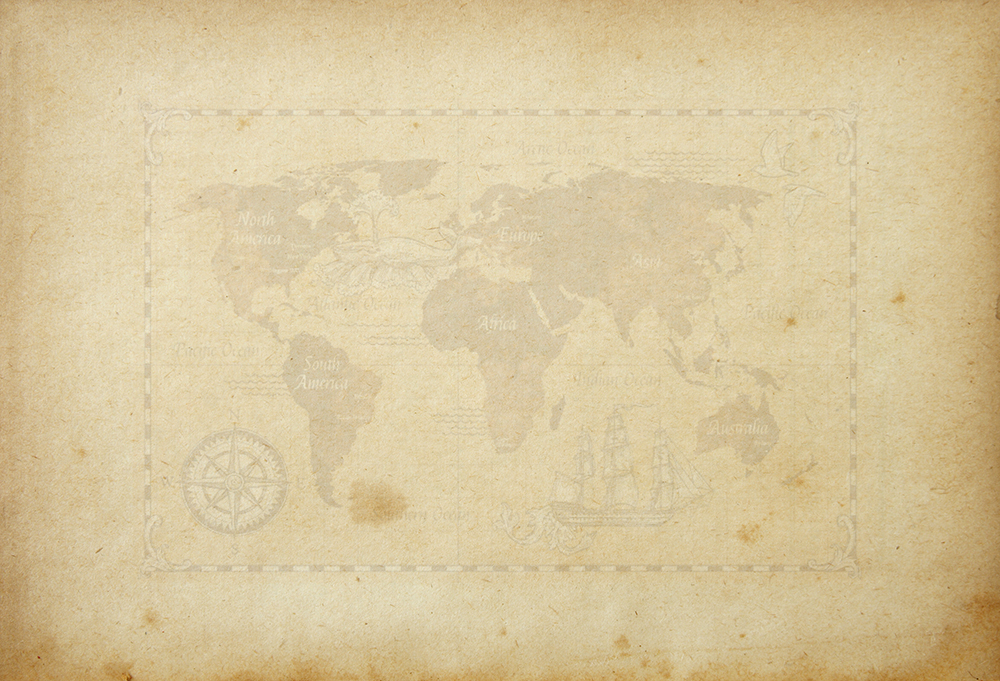 Arctic Ocean
North
America
Europe
Asia
Atlantic Ocean
Africa
Pacific Ocean
Pacific Ocean
South
America
Indian Ocean
Australia
Southern Ocean
N
S